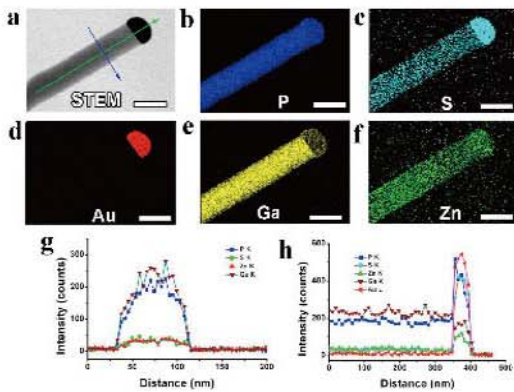 a
STEM
b
P
c
S
d
Au
e
Ga
f
Zn
g
Intensity (counts)
300
200
100
0
P K
S K
Zn K
Ga K
0 50 100 150 200
Distance (nm)
h
Intensity (counts)
600
400
200
0
P K
S K
Zn K
Ga K
0 100 200 300 400 500
Distance (nm)